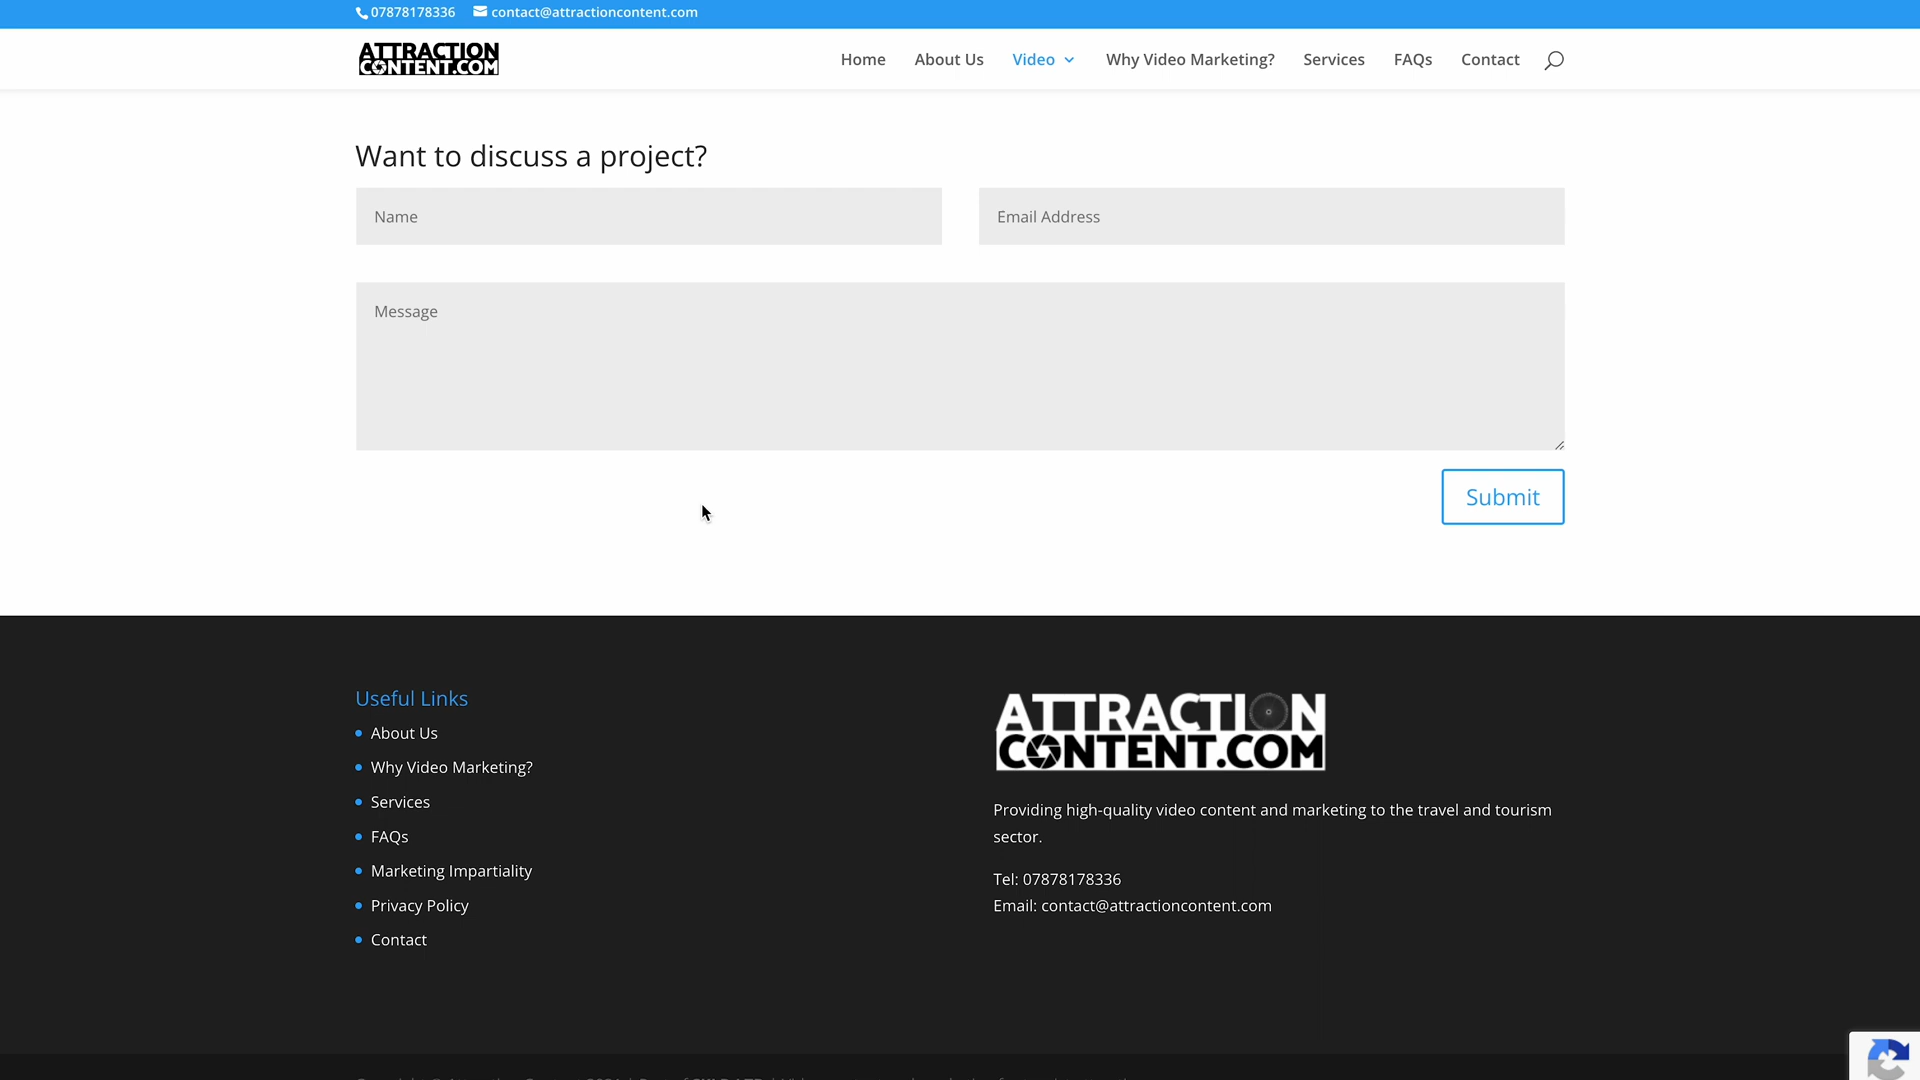 07878178336 contact@attractioncontent.com
ATTRACTION
CONTENT.COM
Home About Us Video Why Video Marketing? Services FAQs Contact
Want to discuss a project?
Name Email Address
Message
Submit
Useful Links
About Us
Why Video Marketing?
Services
FAQs
Marketing Impartiality
Privacy Policy
Contact
ATTRACTION
CONTENT.COM
Providing high-quality video content and marketing to the travel and tourism
sector.
Tel: 07878178336
Email: contact@attractioncontent.com